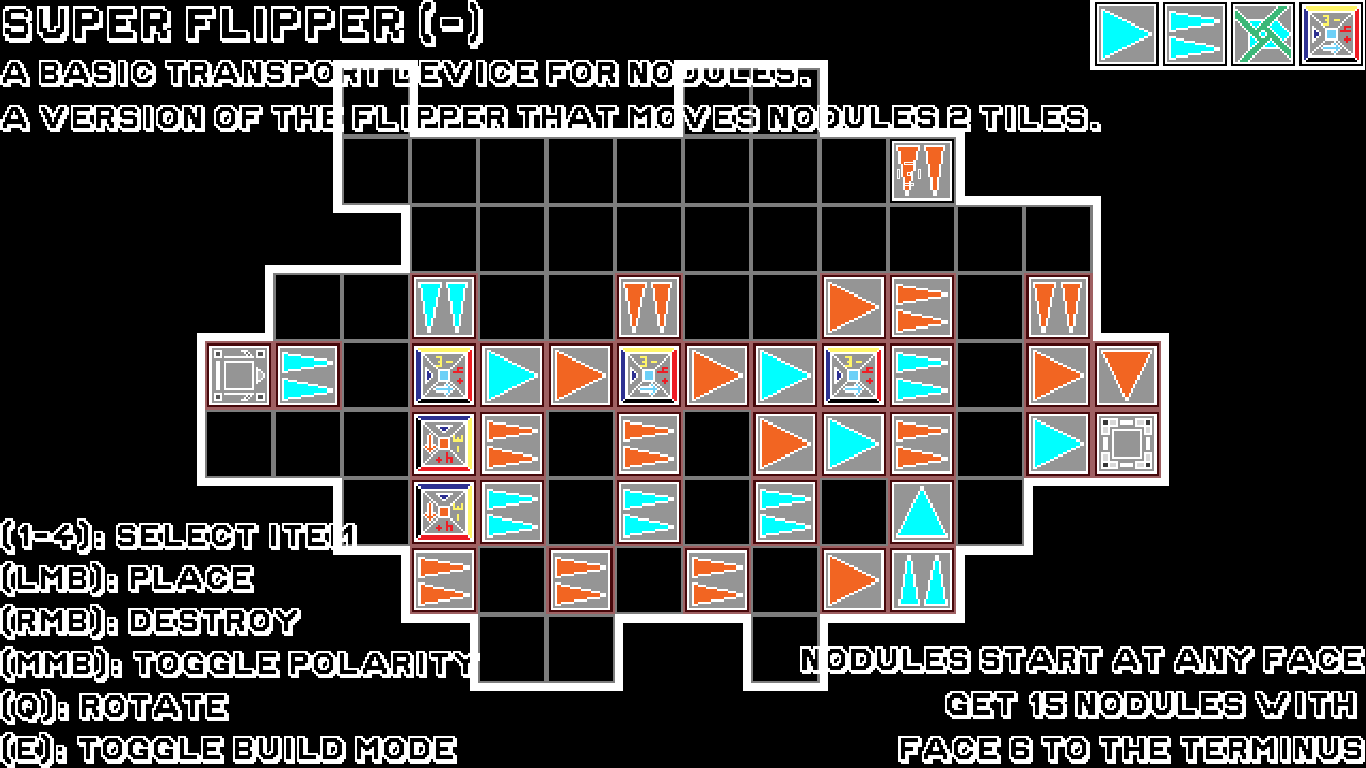 SUPER FLIPPER (-)
A BASIC TRANSPORT DEVICE FOR NODULES.
A VERSION OF THE FLIPPER THAT MOVES NODULES 2 TILES.
(1-4): SELECT ITEM
(LMB): PLACE
(RMB): DESTROY
(MMB): TOGGLE POLARITY
(Q): ROTATE
(E): TOGGLE BUILD MODE
NODULES START AT ANY FACE
GET 15 NODULES WITH
FACE 6 TO THE TERMINUS